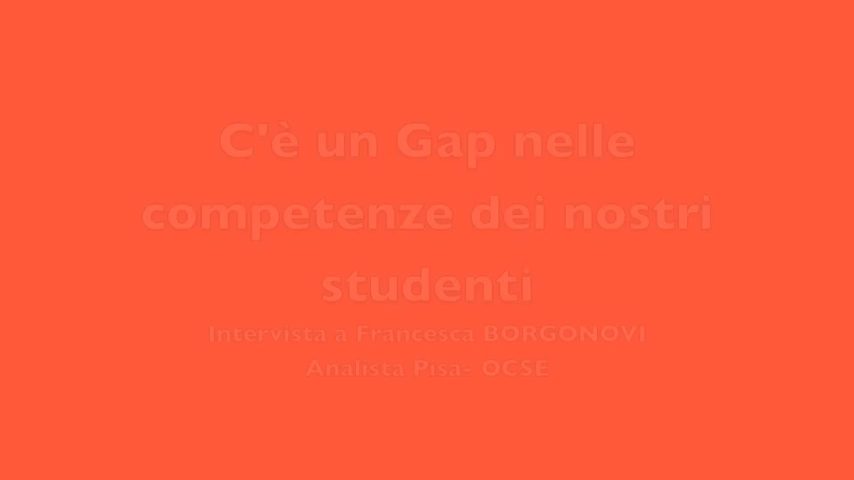 C'è un Gap nelle
competenze dei nostri
studenti
Intervista a Francesca BORGONOVI
Analista Pisa- OCSE